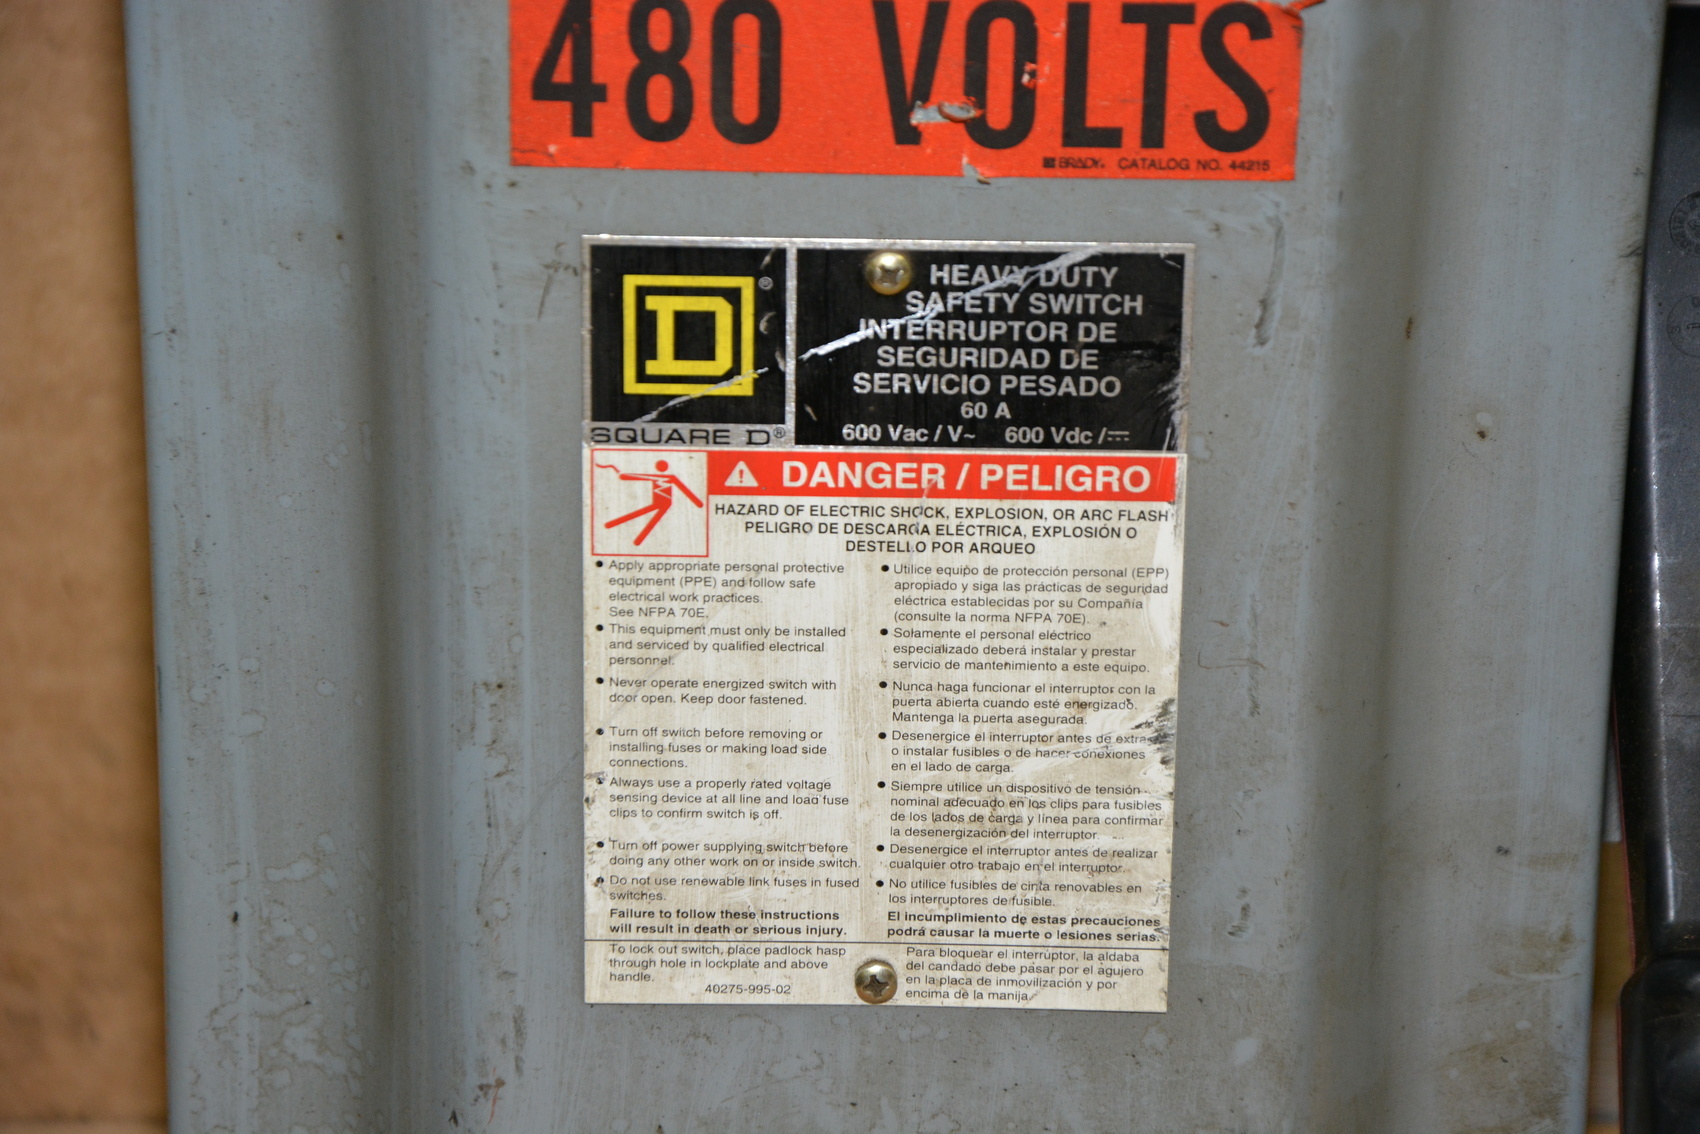 480 VOLTS
BRADY. CATALOG NO. 44215
D®
SQUARE D®
HEAVY DUTY
SAFETY SWITCH
INTERRUPTOR DE
SEGURIDAD DE
SERVICIO PESADO
60 A
600 Vac / V~ 600 Vdc /⎓
DANGER / PELIGRO
HAZARD OF ELECTRIC SHOCK, EXPLOSION, OR ARC FLASH
PELIGRO DE DESCARGA ELÉCTRICA, EXPLOSIÓN O
DESTELLO POR ARQUEO
• Apply appropriate personal protective
equipment (PPE) and follow safe
electrical work practices.
See NFPA 70E.
• This equipment must only be installed
and serviced by qualified electrical
personnel.
• Never operate energized switch with
door open. Keep door fastened.
• Turn off switch before removing or
installing fuses or making load side
connections.
• Always use a properly rated voltage
sensing device at all line and load fuse
clips to confirm switch is off.
• Turn off power supplying switch before
doing any other work on or inside switch.
• Do not use renewable link fuses in fused
switches.
Failure to follow these instructions
will result in death or serious injury.
• Utilice equipo de protección personal (EPP)
apropiado y siga las prácticas de seguridad
eléctrica establecidas por su Compañía
(consulte la norma NFPA 70E).
• Solamente el personal eléctrico
especializado deberá instalar y prestar
servicio de mantenimiento a este equipo.
• Nunca haga funcionar el interruptor con la
puerta abierta cuando esté energizado.
Mantenga la puerta asegurada.
• Desenergice el interruptor antes de
o instalar fusibles o de hacer conexiones
en el lado de carga.
• Siempre utilice un dispositivo de tensión
nominal adecuado en los clips para fusibles
de los lados de carga y línea para confirmar
la desenergización del interruptor.
• Desenergice el interruptor antes de realizar
cualquier otro trabajo en el interruptor.
• No utilice fusibles de cinta renovables en
los interruptores de fusible.
El incumplimiento de estas precauciones
podrá causar la muerte o lesiones serias.
To lock out switch, place padlock hasp
through hole in lockplate and above
handle.
40275-995-02
Para bloquear el interruptor, la aldaba
del candado debe pasar por el agujero
en la placa de inmovilización y por
encima de la manija.